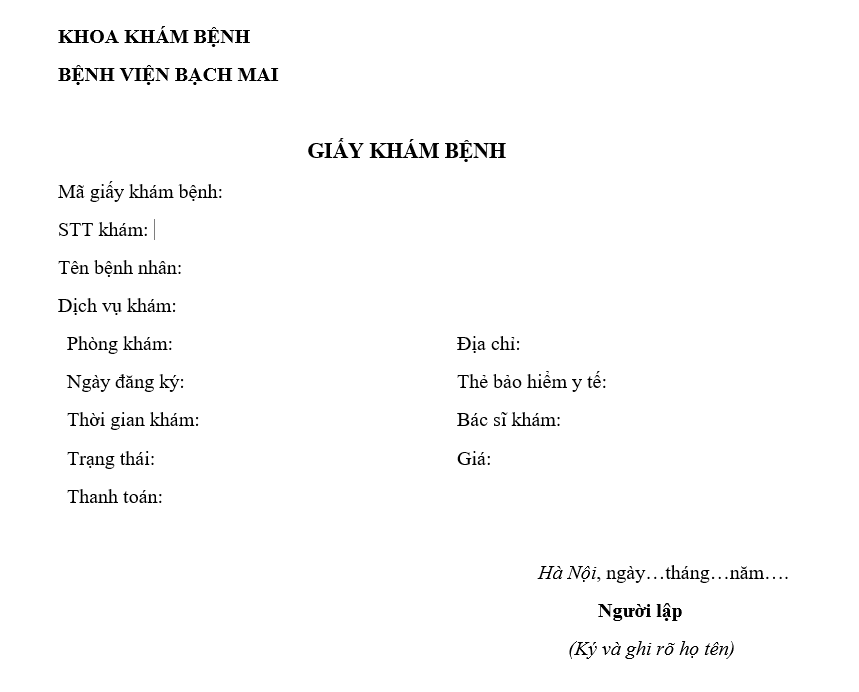 KHOA KHÁM BỆNH
BỆNH VIỆN BẠCH MAI
GIẤY KHÁM BỆNH
Mã giấy khám bệnh:
STT khám:
Tên bệnh nhân:
Dịch vụ khám:
Phòng khám: Địa chỉ:
Ngày đăng ký: Thẻ bảo hiểm y tế:
Thời gian khám: Bác sĩ khám:
Trạng thái: Giá:
Thanh toán:
Hà Nội, ngày…tháng…năm….
Người lập
(Ký và ghi rõ họ tên)